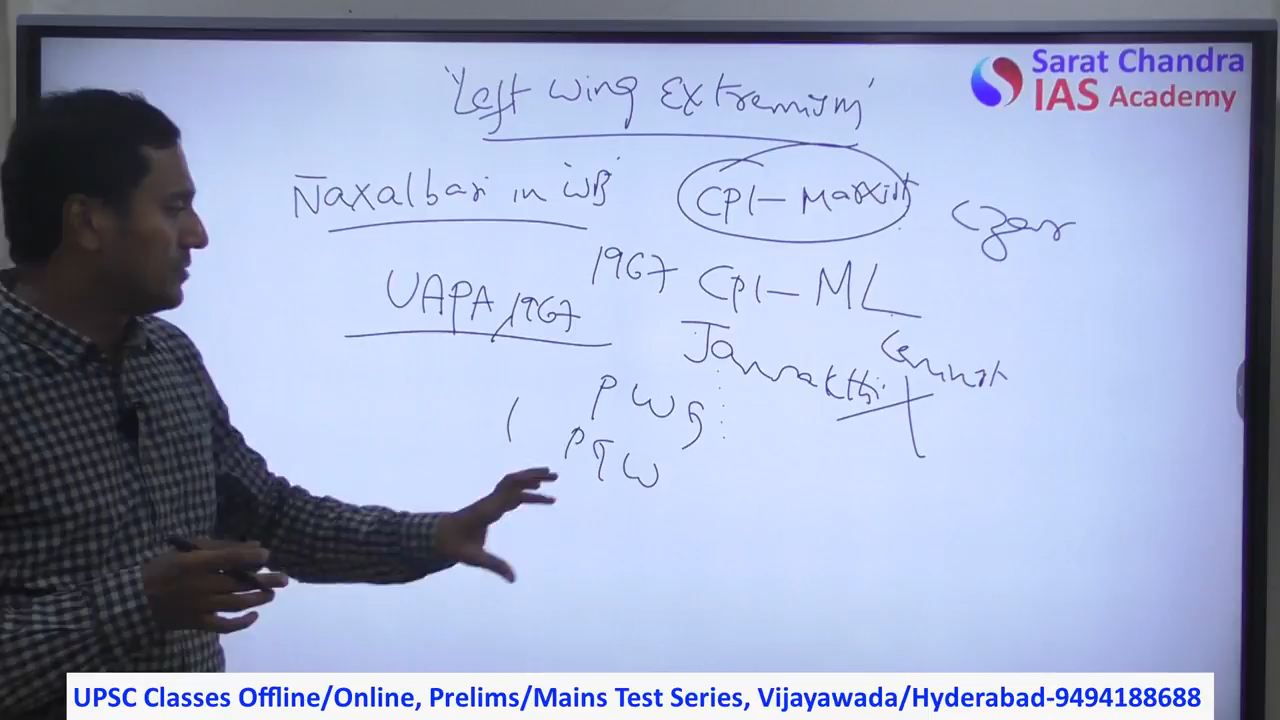 'Left wing Extremism'
Sarat Chandra
IAS Academy
Naxalbari in 'WB'
CPI-Marxist
Czar
1967 CPI-ML
UAPA, 1967
Janasakthi
PWG
PTW
UPSC Classes Offline/Online, Prelims/Mains Test Series, Vijayawada/Hyderabad-9494188688